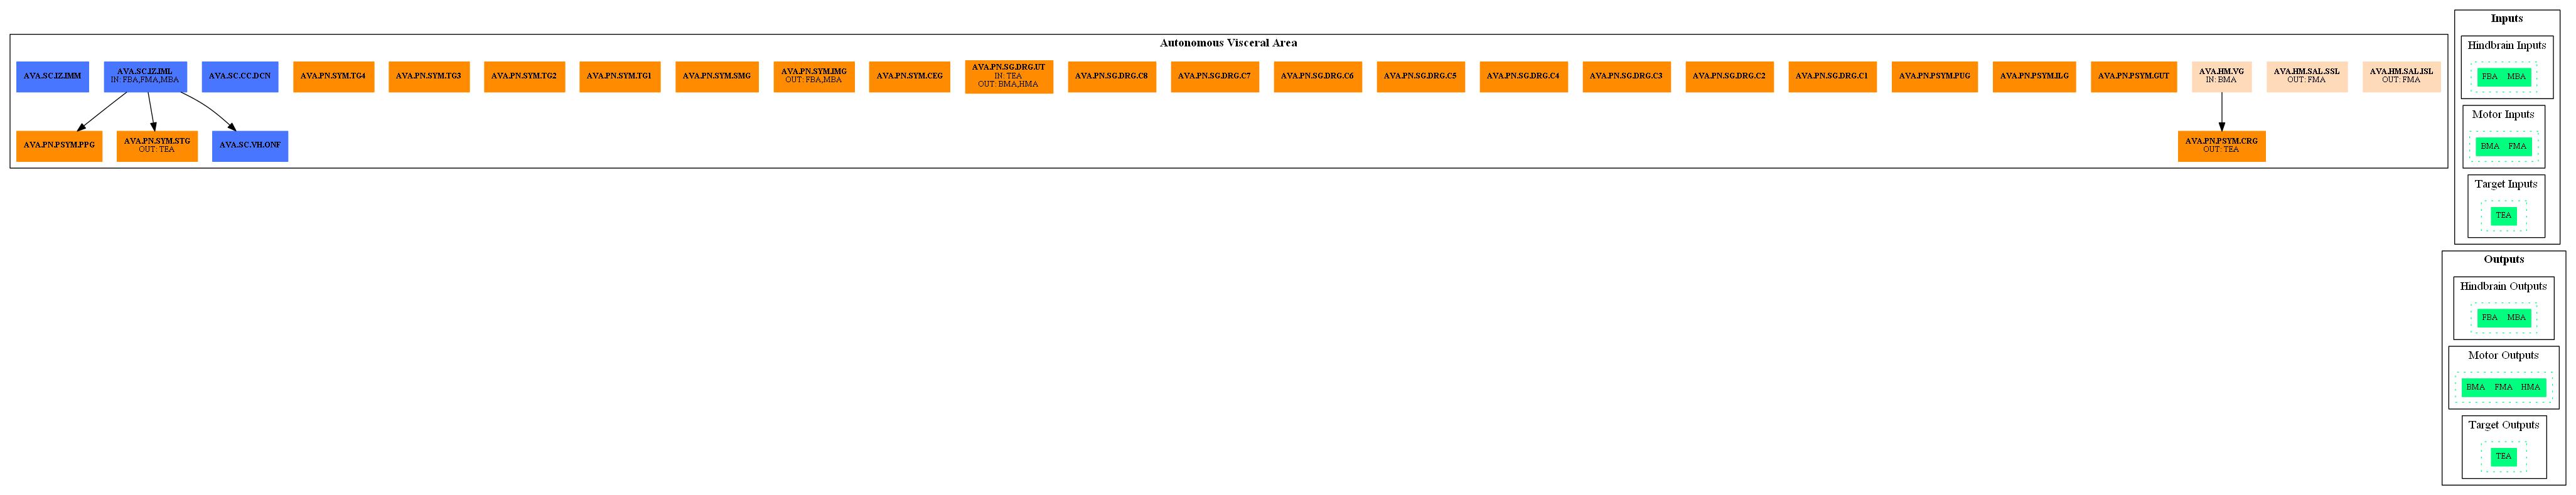 Autonomous Visceral Area
AVA.SC.IZ.IMM
AVA.SC.IZ.IML
IN: FBA,FMA,MBA
AVA.SC.CC.DCN
AVA.PN.SYM.TG4
AVA.PN.SYM.TG3
AVA.PN.SYM.TG2
AVA.PN.SYM.TG1
AVA.PN.SYM.SMG
AVA.PN.SYM.IMG
OUT: FBA,MBA
AVA.PN.SYM.CEG
AVA.PN.SG.DRG.UT
IN: TEA
OUT: BMA,HMA
AVA.PN.SG.DRG.C8
AVA.PN.SG.DRG.C7
AVA.PN.SG.DRG.C6
AVA.PN.SG.DRG.C5
AVA.PN.SG.DRG.C4
AVA.PN.SG.DRG.C3
AVA.PN.SG.DRG.C2
AVA.PN.SG.DRG.C1
AVA.PN.PSYM.PUG
AVA.PN.PSYM.ILG
AVA.PN.PSYM.GUT
AVA.HM.VG
IN: BMA
AVA.HM.SAL.SSL
OUT: FMA
AVA.HM.SAL.ISL
OUT: FMA
AVA.PN.PSYM.PPG
AVA.PN.SYM.STG
OUT: TEA
AVA.SC.VH.ONF
AVA.PN.PSYM.CRG
OUT: TEA
Inputs
Hindbrain Inputs
FBA MBA
Motor Inputs
BMA FMA
Target Inputs
TEA
Outputs
Hindbrain Outputs
FBA MBA
Motor Outputs
BMA FMA HMA
Target Outputs
TEA